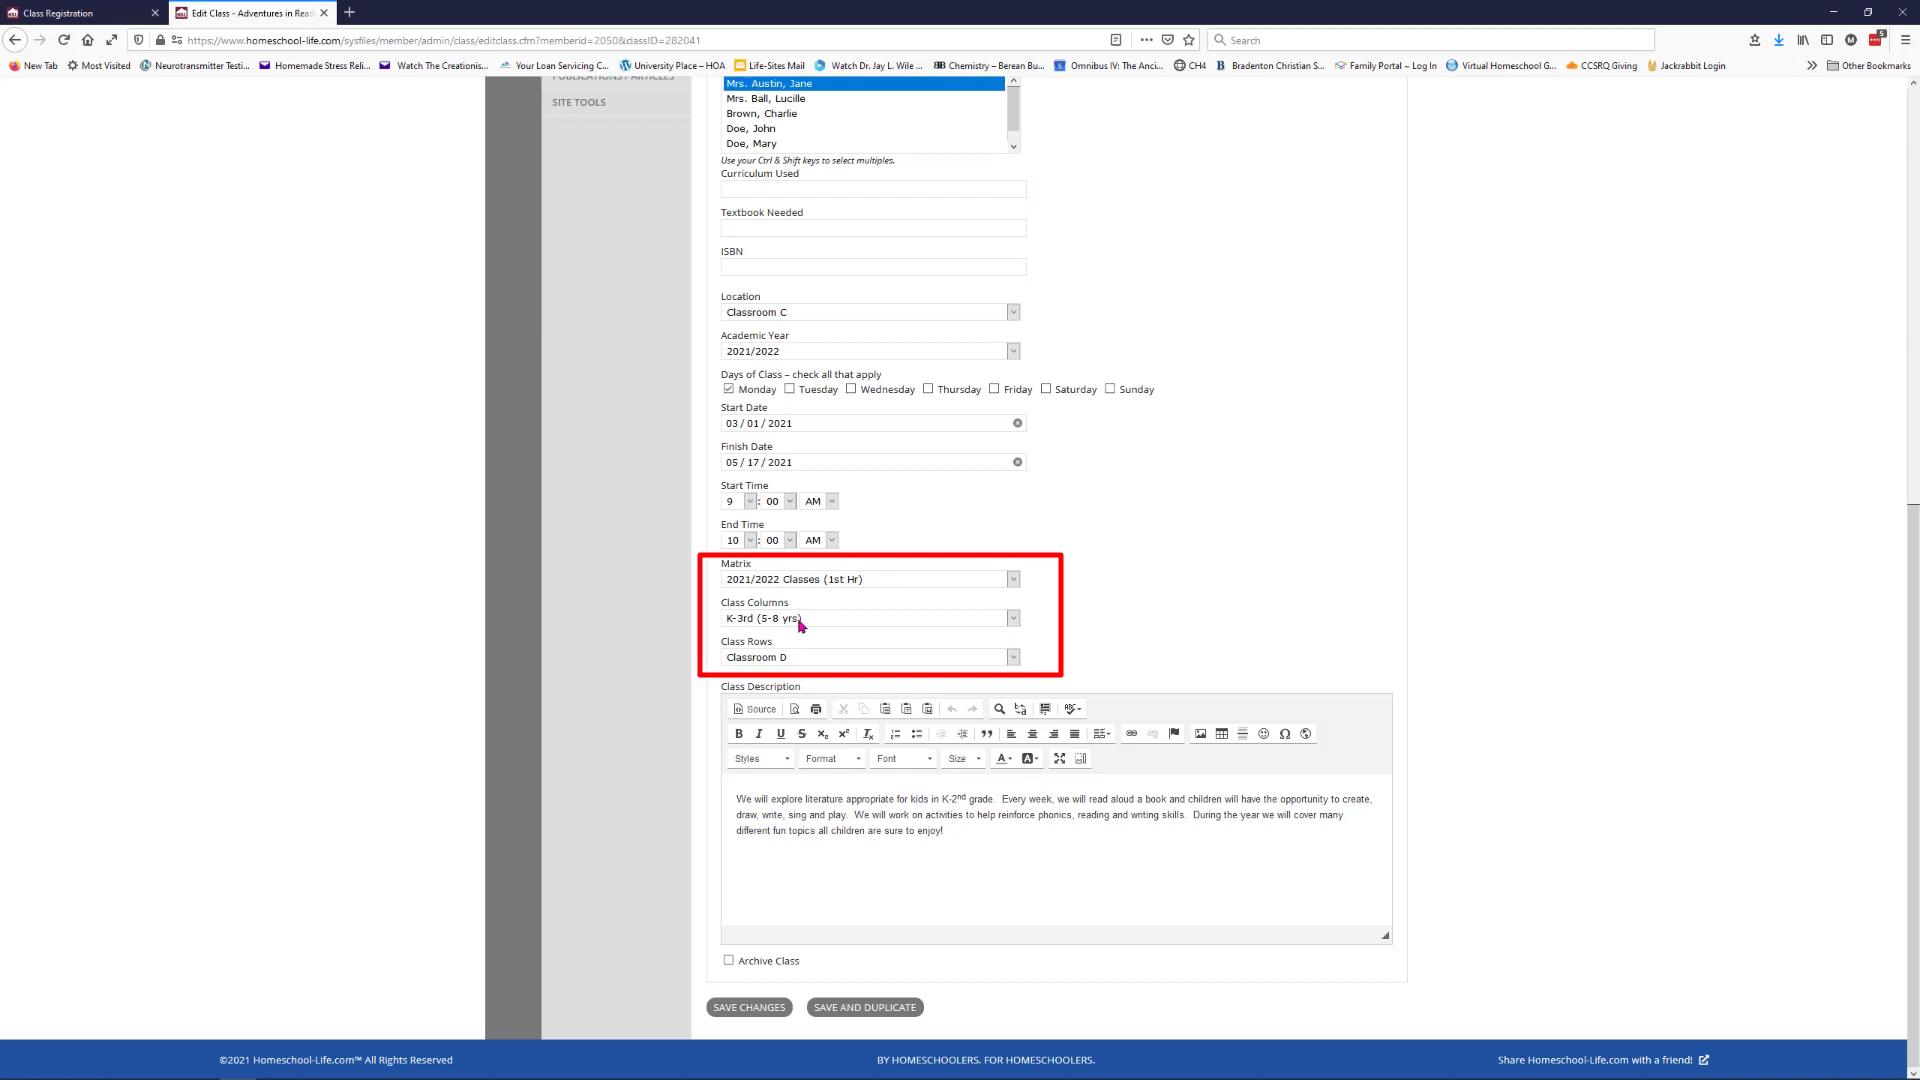 Class Registration
Edit Class - Adventures in Readi
https://www.homeschool-life.com/sysfiles/member/admin/class/editclass.cfm?memberid=2050&classID=282041
Search
5
New Tab
Most Visited
Neurotransmitter Testi...
Homemade Stress Reli...
Watch The Creationis...
Your Loan Servicing C...
University Place – HOA
Life-Sites Mail
Watch Dr. Jay L. Wile ...
Chemistry – Berean Bu...
Omnibus IV: The Anci...
CH4
Bradenton Christian S...
Family Portal ~ Log In
Virtual Homeschool G...
CCSRQ Giving
Jackrabbit Login
Other Bookmarks
PUBLICATIONS / ARTICLES
SITE TOOLS
Mrs. Austin, Jane
Mrs. Ball, Lucille
Brown, Charlie
Doe, John
Doe, Mary
Use your Ctrl & Shift keys to select multiples.
Curriculum Used
Textbook Needed
ISBN
Location
Classroom C
Academic Year
2021/2022
Days of Class – check all that apply
Monday Tuesday Wednesday Thursday Friday Saturday Sunday
Start Date
03 / 01 / 2021
Finish Date
05 / 17 / 2021
Start Time
9 : 00 AM
End Time
10 : 00 AM
Matrix
2021/2022 Classes (1st Hr)
Class Columns
K-3rd (5-8 yrs)
Class Rows
Classroom D
Class Description
Source
Styles Format Font Size
We will explore literature appropriate for kids in K-2nd grade. Every week, we will read aloud a book and children will have the opportunity to create,
draw, write, sing and play. We will work on activities to help reinforce phonics, reading and writing skills. During the year we will cover many
different fun topics all children are sure to enjoy!
Archive Class
SAVE CHANGES
SAVE AND DUPLICATE
©2021 Homeschool-Life.com™ All Rights Reserved
BY HOMESCHOOLERS. FOR HOMESCHOOLERS.
Share Homeschool-Life.com with a friend!